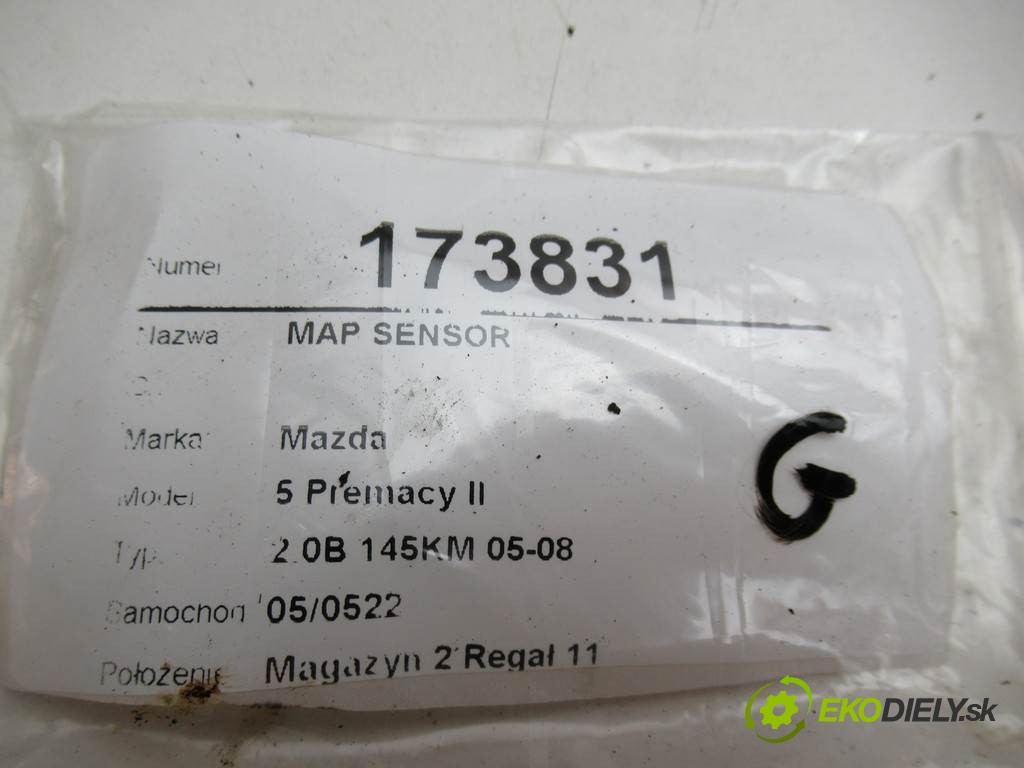 Numer 173831
Nazwa MAP SENSOR
Marka Mazda
Model 5 Premacy II
Typ 2.0B 145KM 05-08
Samochód 05/0522
Położenie Magazyn 2 Regał 11
G
EKODIELY.sk